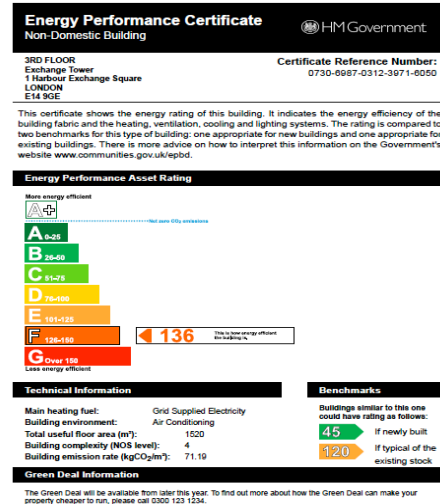 Energy Performance Certificate
Non-Domestic Building
HM Government
3RD FLOOR
Exchange Tower
1 Harbour Exchange Square
LONDON
E14 9GE
Certificate Reference Number:
0730-6987-0312-3971-6050
This certificate shows the energy rating of this building. It indicates the energy efficiency of the
building fabric and the heating, ventilation, cooling and lighting systems. The rating is compared to
two benchmarks for this type of building: one appropriate for new buildings and one appropriate for
existing buildings. There is more advice on how to interpret this information on the Government's
website www.communities.gov.uk/epbd.
Energy Performance Asset Rating
More energy efficient
A+
Net zero CO₂ emissions
A 0-25
B 26-50
C 51-75
D 76-100
E 101-125
F 126-150
136
This is how energy efficient
the building is.
G Over 150
Less energy efficient
Technical Information
Main heating fuel: Grid Supplied Electricity
Building environment: Air Conditioning
Total useful floor area (m²): 1520
Building complexity (NOS level): 4
Building emission rate (kgCO₂/m²): 71.19
Benchmarks
Buildings similar to this one
could have rating as follows:
45 If newly built
120 If typical of the
existing stock
Green Deal Information
The Green Deal will be available from later this year. To find out more about how the Green Deal can make your
property cheaper to run, please call 0300 123 1234.